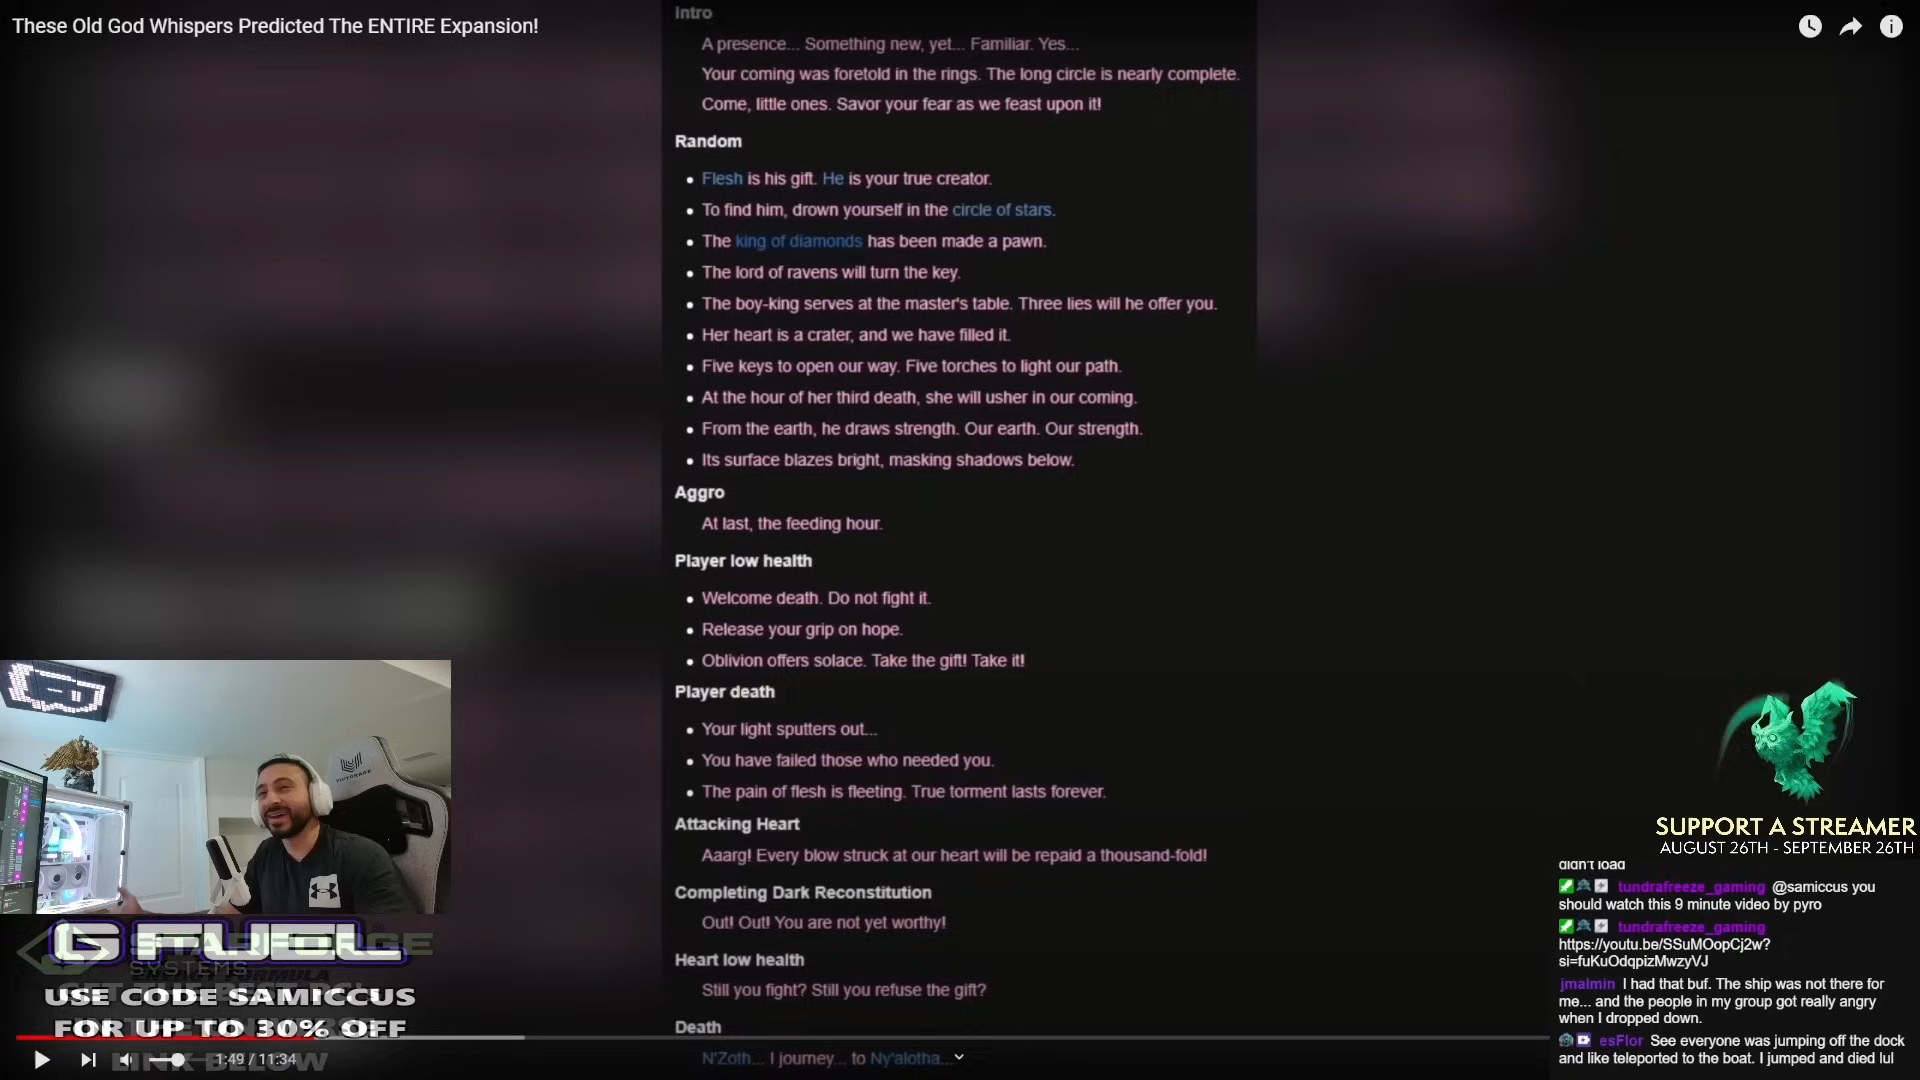 These Old God Whispers Predicted The ENTIRE Expansion!
Intro
A presence... Something new, yet... Familiar. Yes...
Your coming was foretold in the rings. The long circle is nearly complete.
Come, little ones. Savor your fear as we feast upon it!
Random
Flesh is his gift. He is your true creator.
To find him, drown yourself in the circle of stars.
The king of diamonds has been made a pawn.
The lord of ravens will turn the key.
The boy-king serves at the master's table. Three lies will he offer you.
Her heart is a crater, and we have filled it.
Five keys to open our way. Five torches to light our path.
At the hour of her third death, she will usher in our coming.
From the earth, he draws strength. Our earth. Our strength.
Its surface blazes bright, masking shadows below.
Aggro
At last, the feeding hour.
Player low health
Welcome death. Do not fight it.
Release your grip on hope.
Oblivion offers solace. Take the gift! Take it!
Player death
Your light sputters out...
You have failed those who needed you.
The pain of flesh is fleeting. True torment lasts forever.
Attacking Heart
Aaarg! Every blow struck at our heart will be repaid a thousand-fold!
Completing Dark Reconstitution
Out! Out! You are not yet worthy!
Heart low health
Still you fight? Still you refuse the gift?
Death
N'Zoth... I journey... to Ny'alotha...
G FUEL
STARFORGE
SYSTEMS
USE CODE SAMICCUS
FOR UP TO 30% OFF
LINK BELOW
1:49 / 11:34
SUPPORT A STREAMER
AUGUST 26TH - SEPTEMBER 26TH
didn't load
tundrafreeze_gaming @samiccus you
should watch this 9 minute video by pyro
tundrafreeze_gaming
https://youtu.be/SSuMOopCj2w?
si=fuKuOdqpizMwzyVJ
jmalmin I had that buf. The ship was not there for
me... and the people in my group got really angry
when I dropped down.
esFlor See everyone was jumping off the dock
and like teleported to the boat. I jumped and died lul